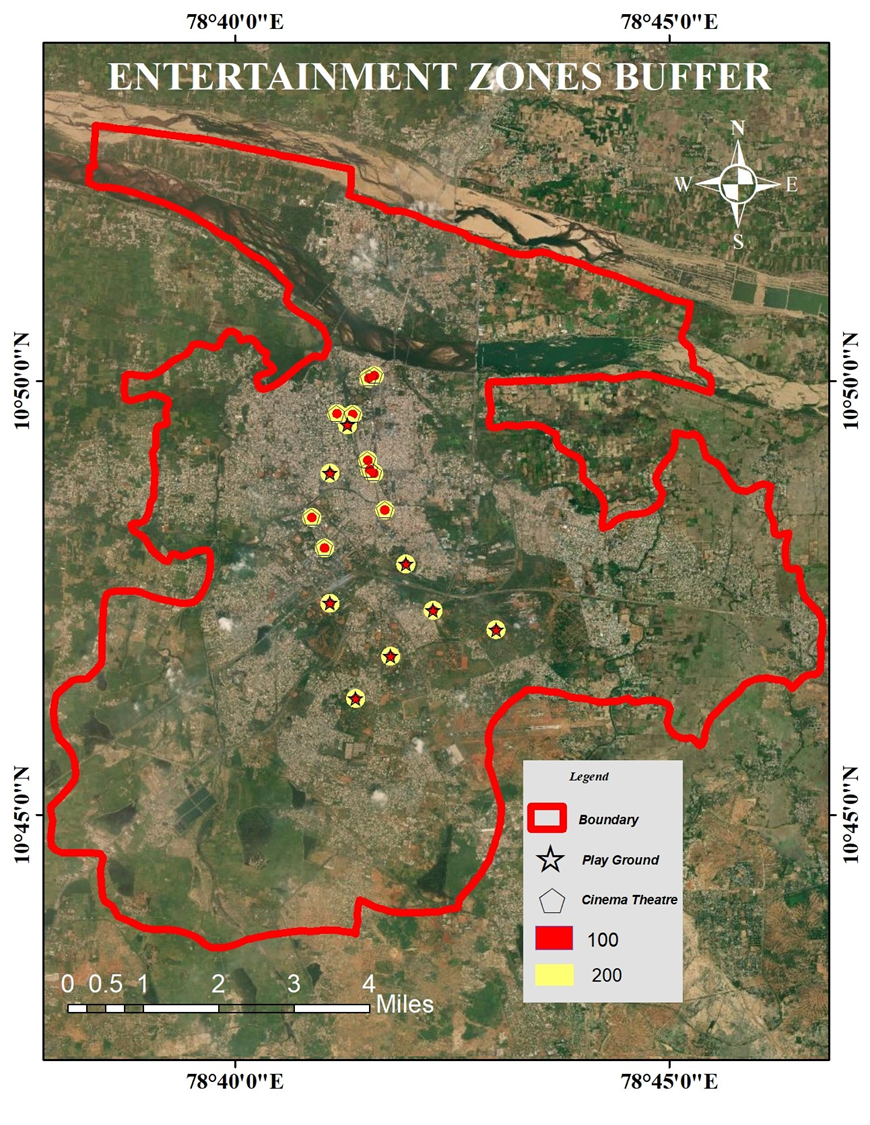 78°40'0"E 78°45'0"E
ENTERTAINMENT ZONES BUFFER
N
W E
S
10°50'0"N 10°50'0"N
10°45'0"N 10°45'0"N
Legend
Boundary
Play Ground
Cinema Theatre
100
200
0 0.5 1 2 3 4
Miles
78°40'0"E 78°45'0"E